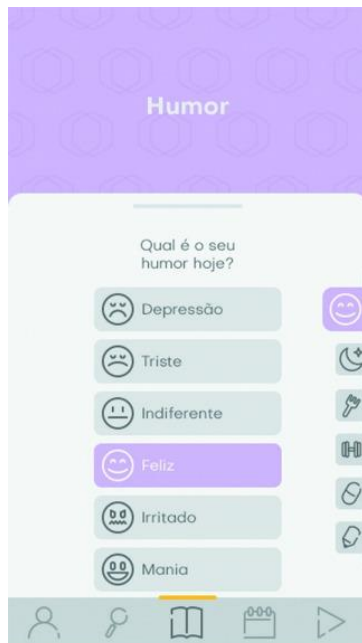 Humor
Qual é o seu
humor hoje?
Depressão
Triste
Indiferente
Feliz
Irritado
Mania